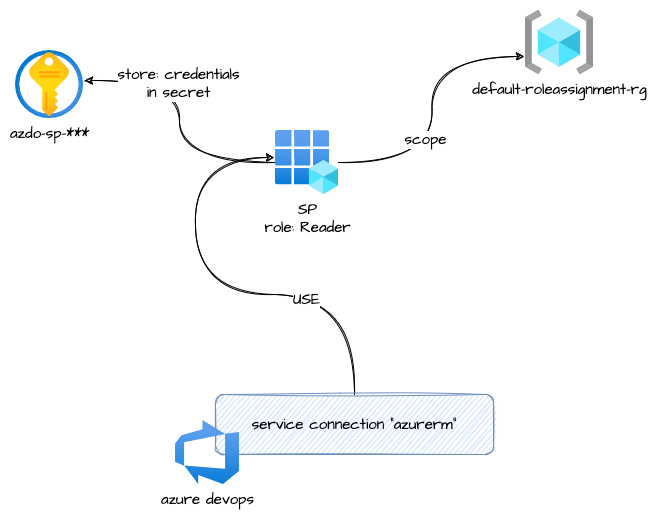 store: credentials
in secret
azdo-sp-***
default-roleassignment-rg
scope
SP
role: Reader
USE
service connection "azurerm"
azure devops